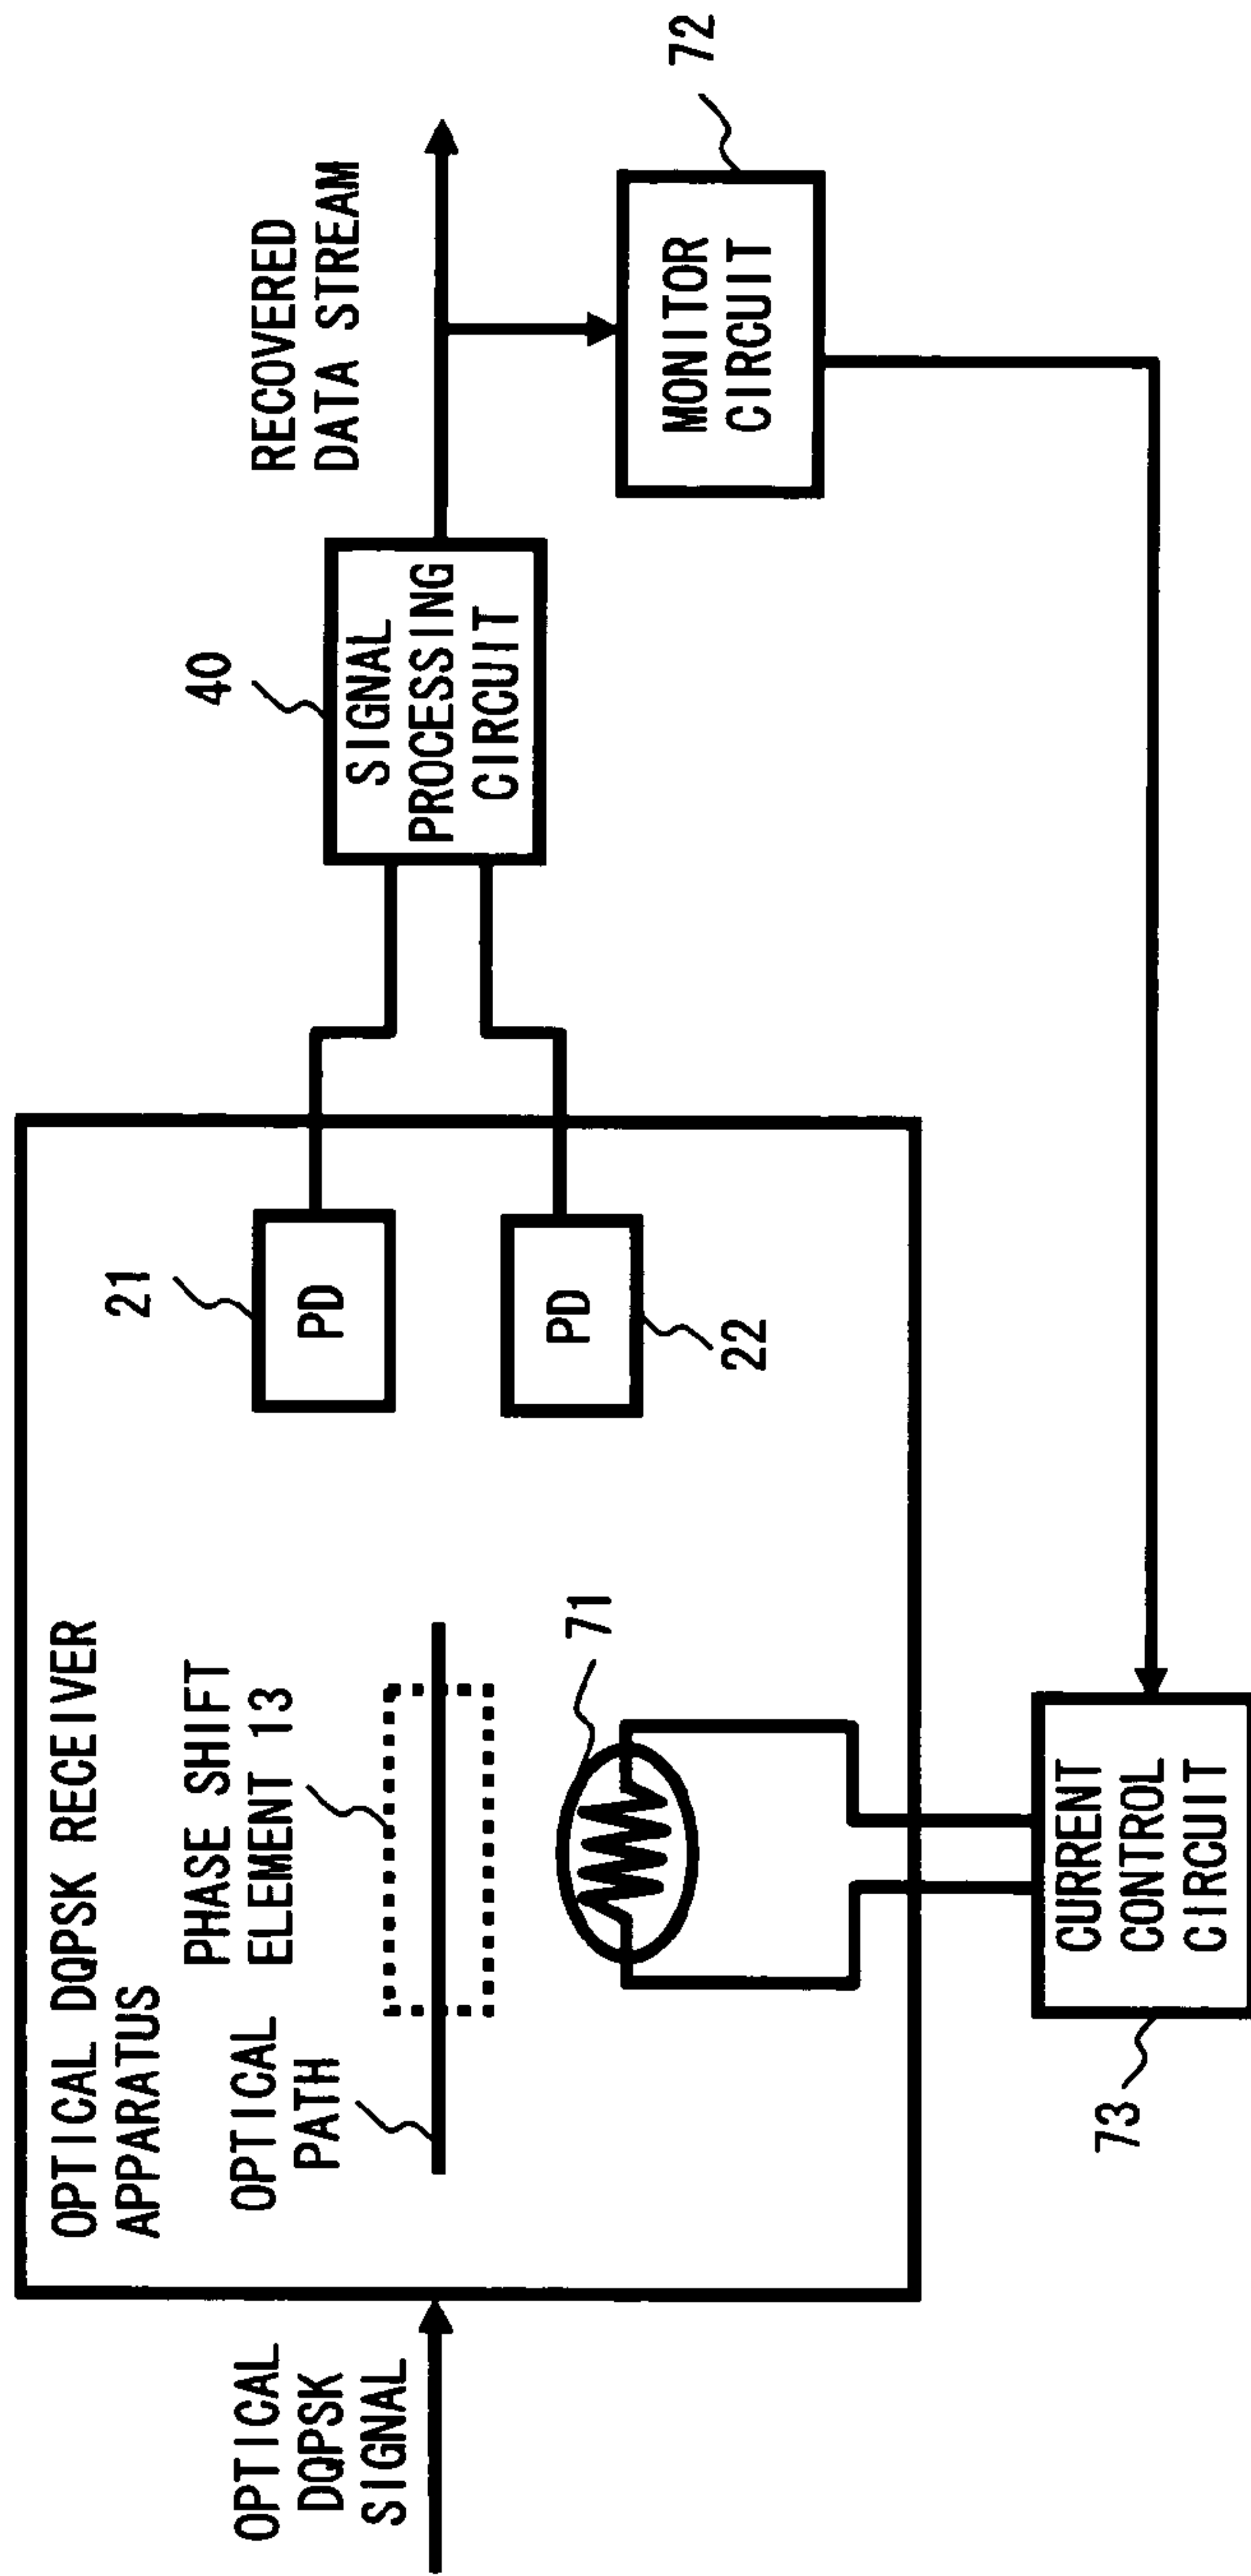 OPTICAL DQPSK RECEIVER
APPARATUS
OPTICAL
DQPSK
SIGNAL
OPTICAL
PATH
PHASE SHIFT
ELEMENT 13
71
21
PD
PD
22
40
SIGNAL
PROCESSING
CIRCUIT
RECOVERED
DATA STREAM
MONITOR
CIRCUIT
72
CURRENT
CONTROL
CIRCUIT
73